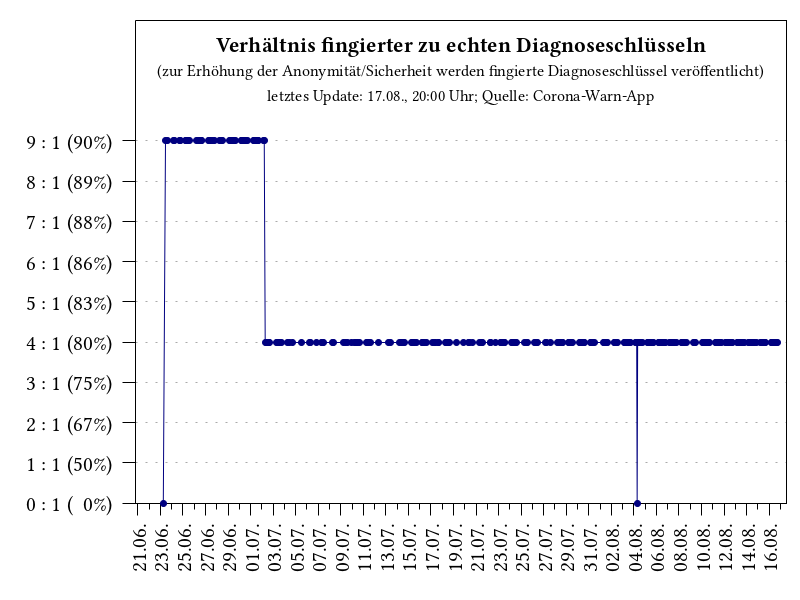 Verhältnis fingierter zu echten Diagnoseschlüsseln
(zur Erhöhung der Anonymität/Sicherheit werden fingierte Diagnoseschlüssel veröffentlicht)
letztes Update: 17.08., 20:00 Uhr; Quelle: Corona-Warn-App
9 : 1 (90%)
8 : 1 (89%)
7 : 1 (88%)
6 : 1 (86%)
5 : 1 (83%)
4 : 1 (80%)
3 : 1 (75%)
2 : 1 (67%)
1 : 1 (50%)
0 : 1 (  0%)
21.06.
23.06.
25.06.
27.06.
29.06.
01.07.
03.07.
05.07.
07.07.
09.07.
11.07.
13.07.
15.07.
17.07.
19.07.
21.07.
23.07.
25.07.
27.07.
29.07.
31.07.
02.08.
04.08.
06.08.
08.08.
10.08.
12.08.
14.08.
16.08.